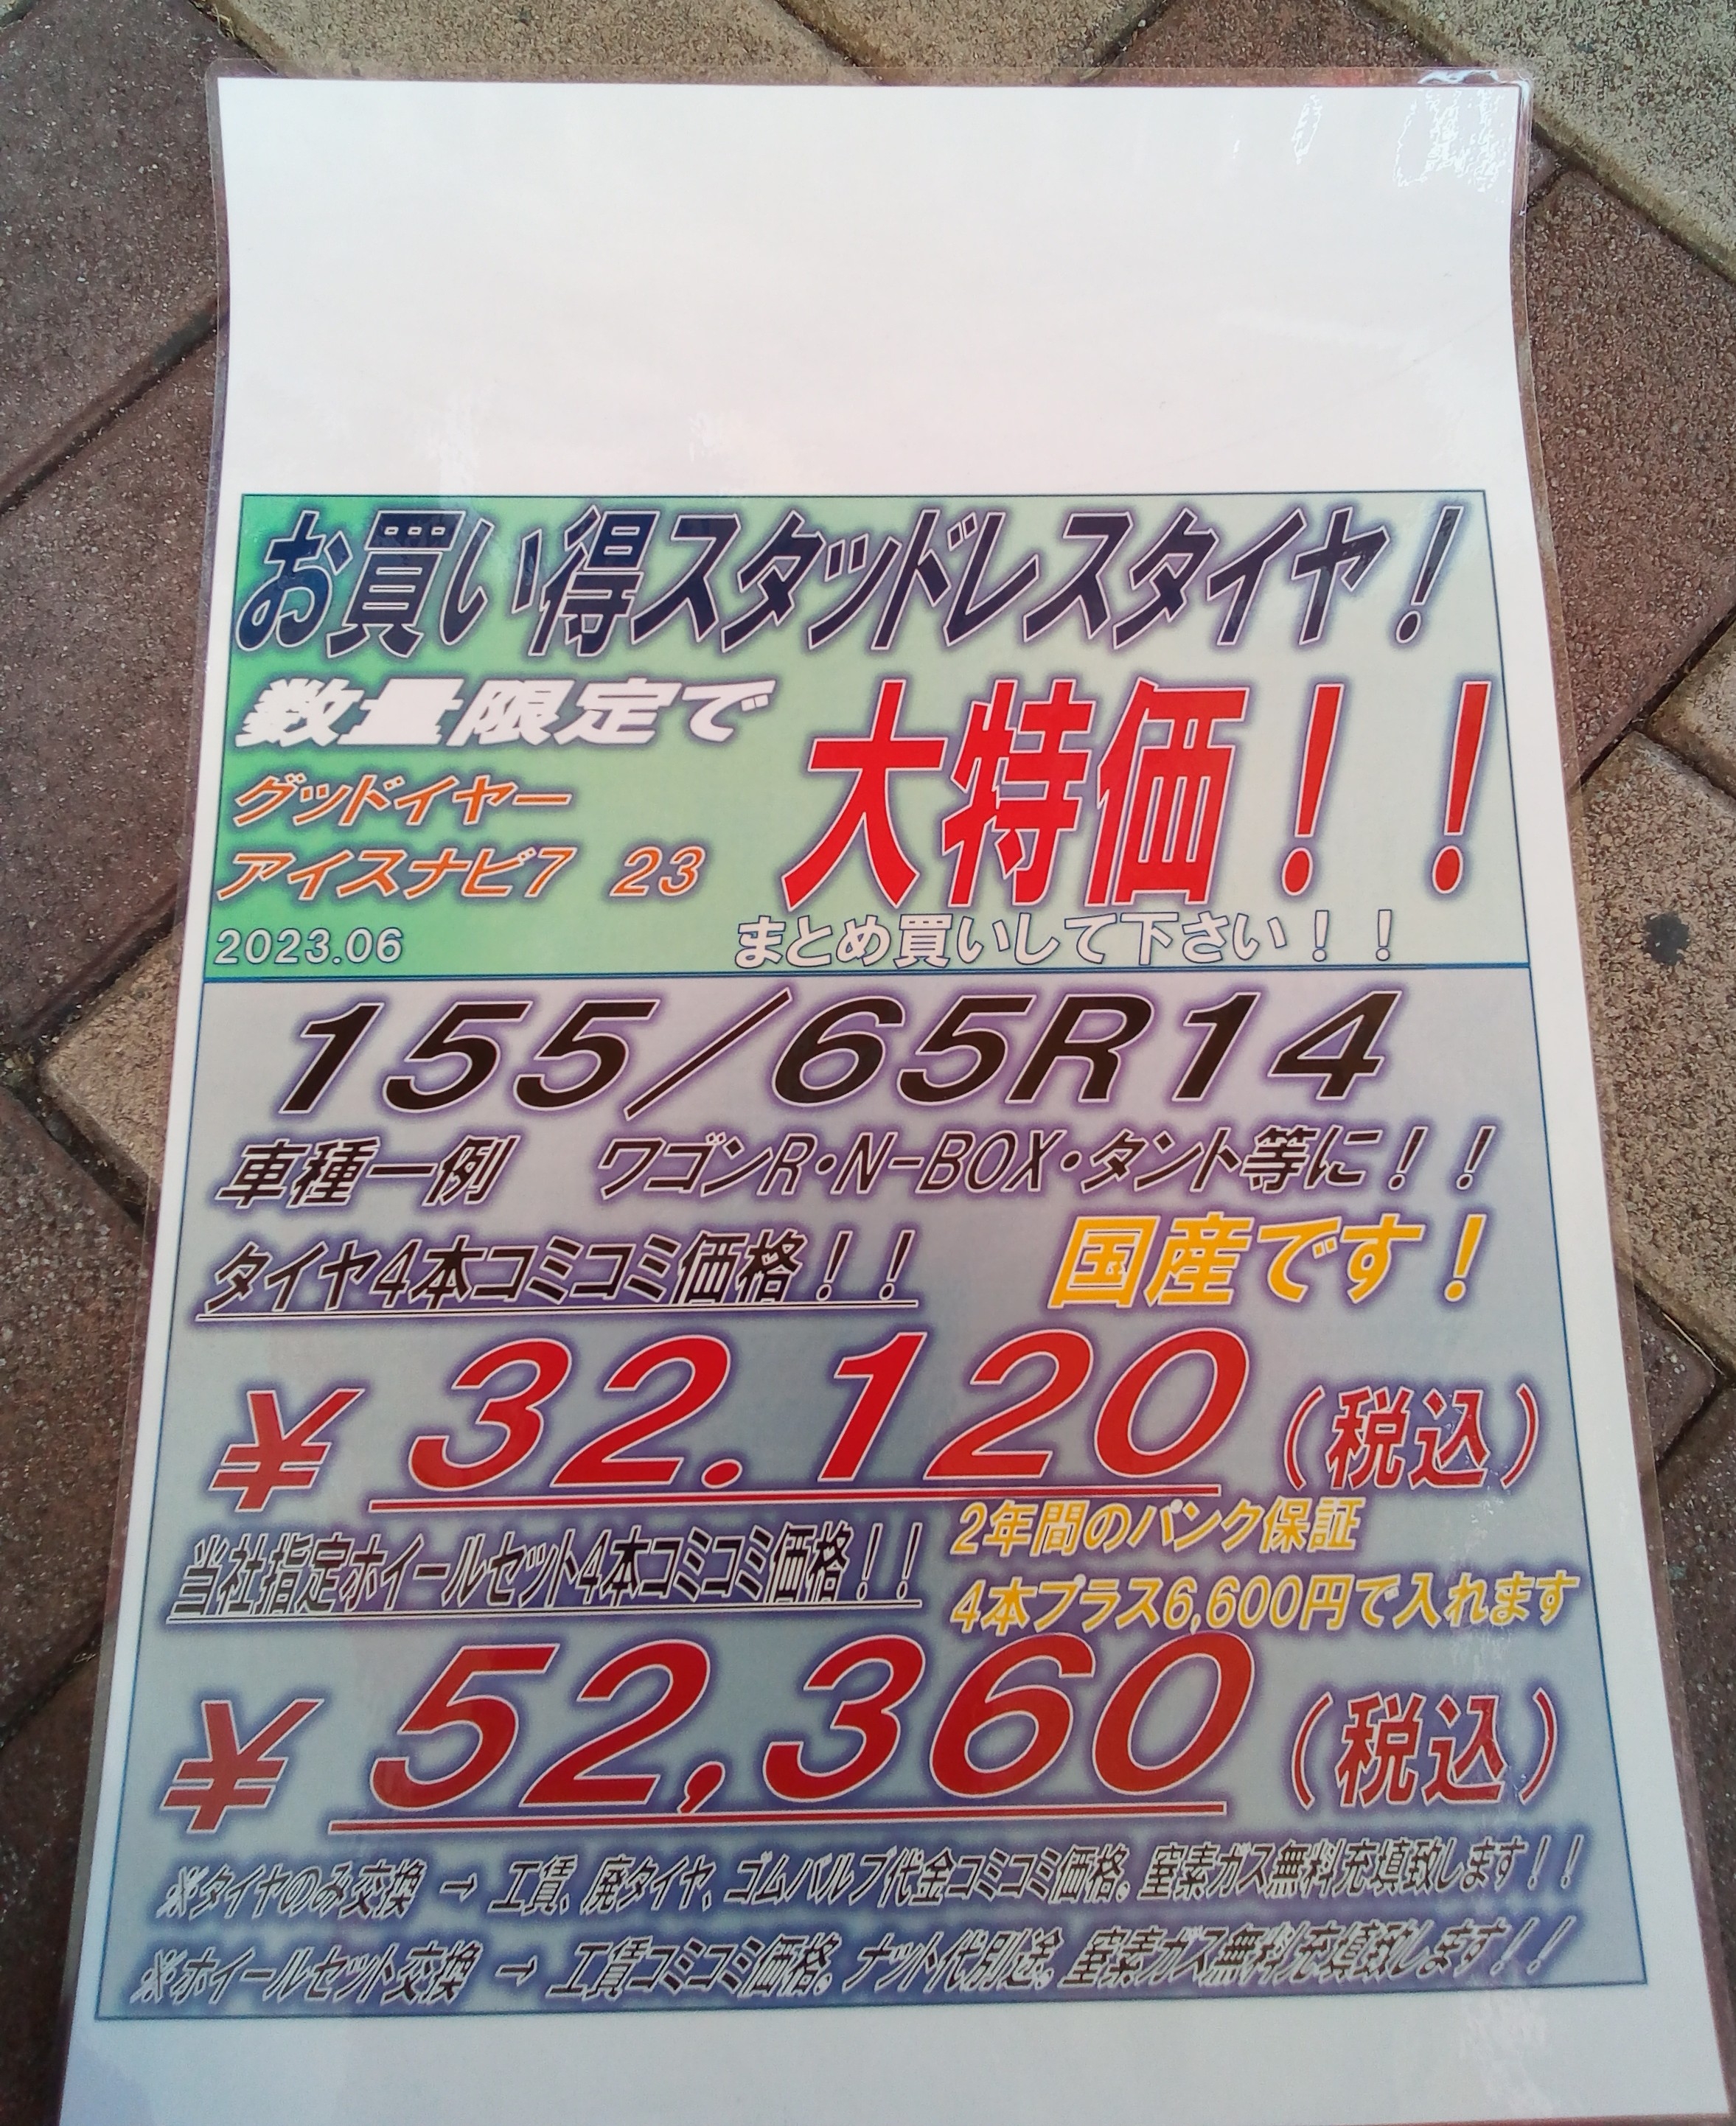 お買い得スタッドレスタイヤ！
数量限定で
大特価！！
グッドイヤー
アイスナビ7　23
2023.06
まとめ買いして下さい！！
155／65R14
車種一例　ワゴンR・N-BOX・タント等に！！
タイヤ4本コミコミ価格！！
国産です！
￥32.120（税込）
当社指定ホイールセット4本コミコミ価格！！
2年間のパンク保証
4本プラス6,600円で入れます
￥52,360（税込）
※タイヤのみ交換 → 工賃、廃タイヤ、ゴムバルブ代金コミコミ価格。窒素ガス無料充填致します！！
※ホイールセット交換 → 工賃コミコミ価格。ナット代別途。窒素ガス無料充填致します！！